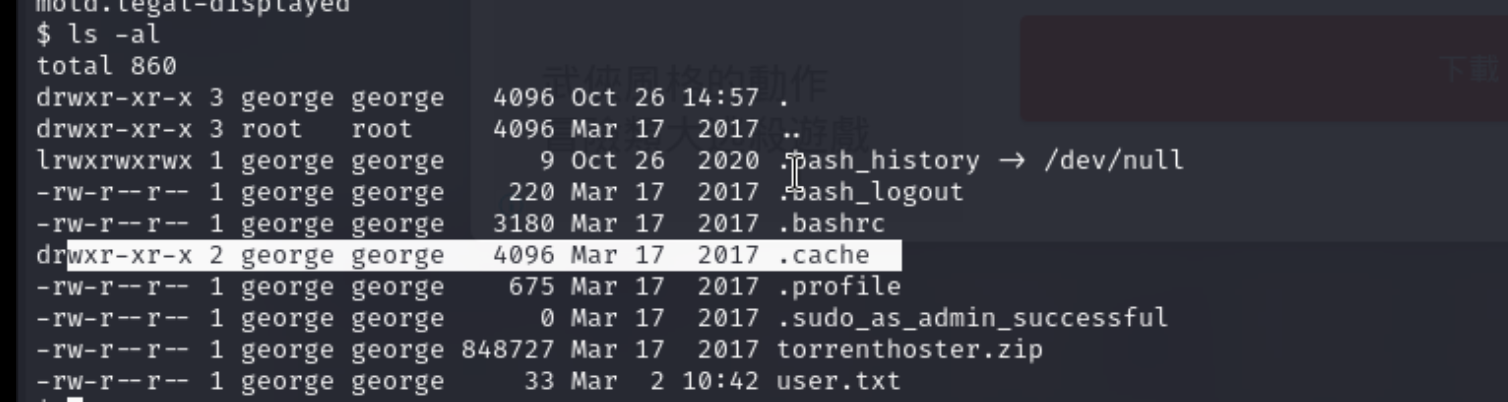 motd.legal-displayed
$ ls -al
total 860
drwxr-xr-x 3 george george   4096 Oct 26 14:57 .
drwxr-xr-x 3 root   root     4096 Mar 17  2017 ..
lrwxrwxrwx 1 george george      9 Oct 26  2020 .bash_history → /dev/null
-rw-r--r-- 1 george george    220 Mar 17  2017 .bash_logout
-rw-r--r-- 1 george george   3180 Mar 17  2017 .bashrc
drwxr-xr-x 2 george george   4096 Mar 17  2017 .cache
-rw-r--r-- 1 george george    675 Mar 17  2017 .profile
-rw-r--r-- 1 george george      0 Mar 17  2017 .sudo_as_admin_successful
-rw-r--r-- 1 george george 848727 Mar 17  2017 torrenthoster.zip
-rw-r--r-- 1 george george     33 Mar  2 10:42 user.txt
武俠風格的動作
下載